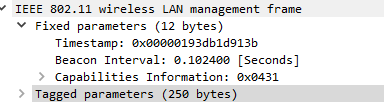 IEEE 802.11 wireless LAN management frame
Fixed parameters (12 bytes)
Timestamp: 0x00000193db1d913b
Beacon Interval: 0.102400 [Seconds]
Capabilities Information: 0x0431
Tagged parameters (250 bytes)